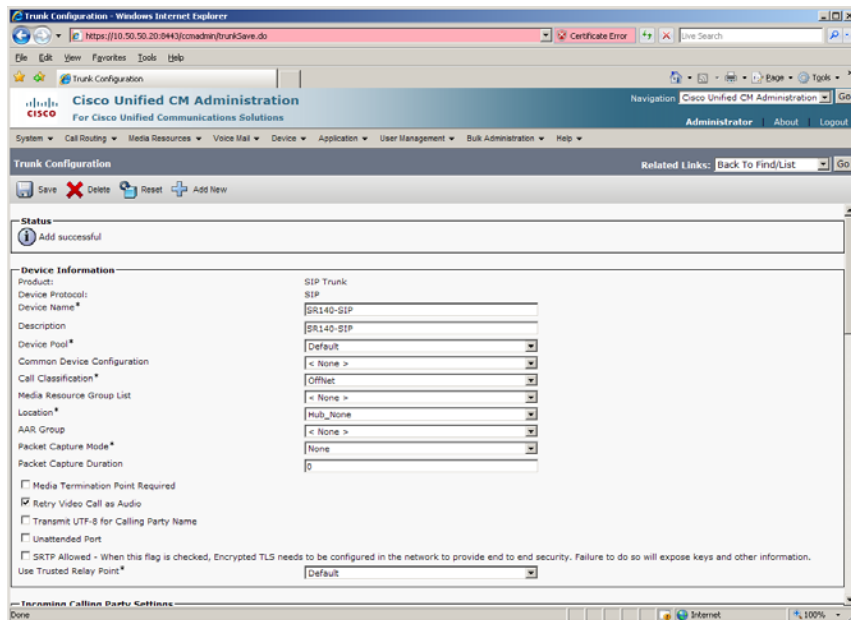 Trunk Configuration - Windows Internet Explorer
https://10.50.50.20:8443/ccmadmin/trunkSave.do
Certificate Error
Live Search
File Edit View Favorites Tools Help
Trunk Configuration
Page Tools
CISCO
Cisco Unified CM Administration
For Cisco Unified Communications Solutions
Navigation Cisco Unified CM Administration Go
Administrator | About | Logout
System Call Routing Media Resources Voice Mail Device Application User Management Bulk Administration Help
Trunk Configuration
Related Links: Back To Find/List Go
Save Delete Reset Add New
Status
Add successful
Device Information
Product: SIP Trunk
Device Protocol: SIP
Device Name* SR140-SIP
Description SR140-SIP
Device Pool* Default
Common Device Configuration < None >
Call Classification* OffNet
Media Resource Group List < None >
Location* Hub_None
AAR Group < None >
Packet Capture Mode* None
Packet Capture Duration 0
Media Termination Point Required
Retry Video Call as Audio
Transmit UTF-8 for Calling Party Name
Unattended Port
SRTP Allowed - When this flag is checked, Encrypted TLS needs to be configured in the network to provide end to end security. Failure to do so will expose keys and other information.
Use Trusted Relay Point* Default
Incoming Calling Party Settings
Done
Internet
100%